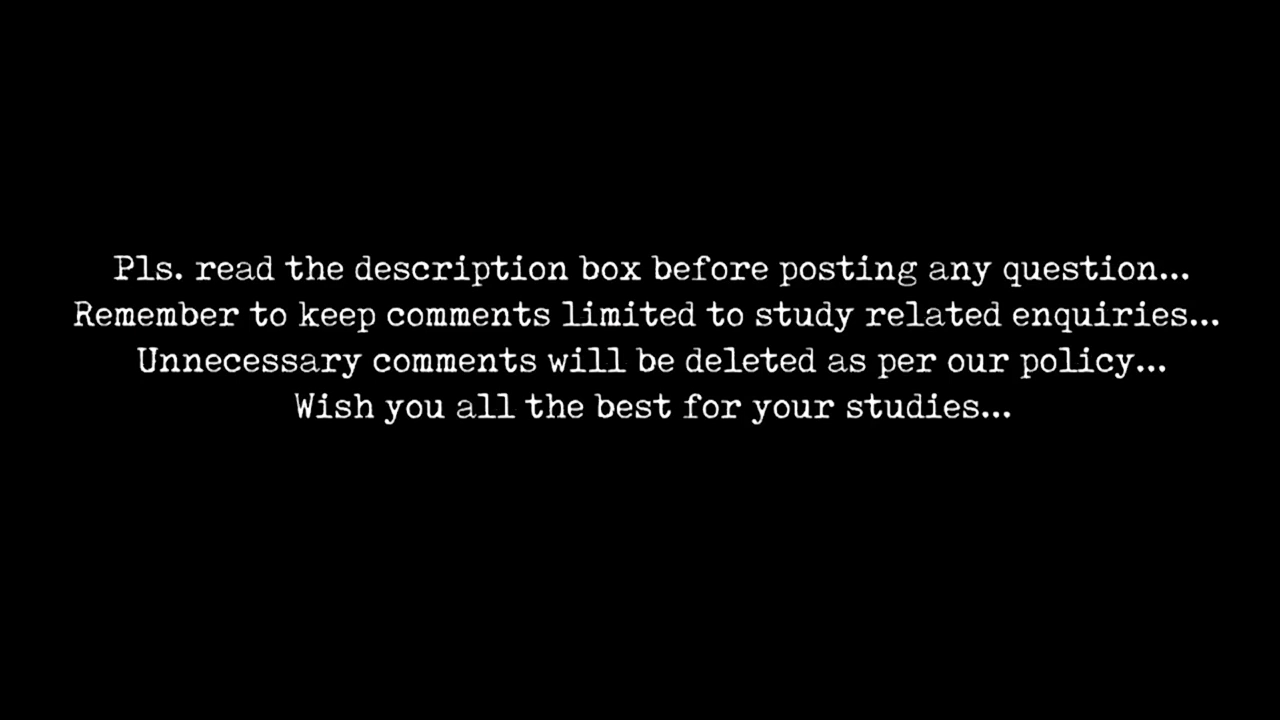 Pls. read the description box before posting any question...
Remember to keep comments limited to study related enquiries...
Unnecessary comments will be deleted as per our policy...
Wish you all the best for your studies...